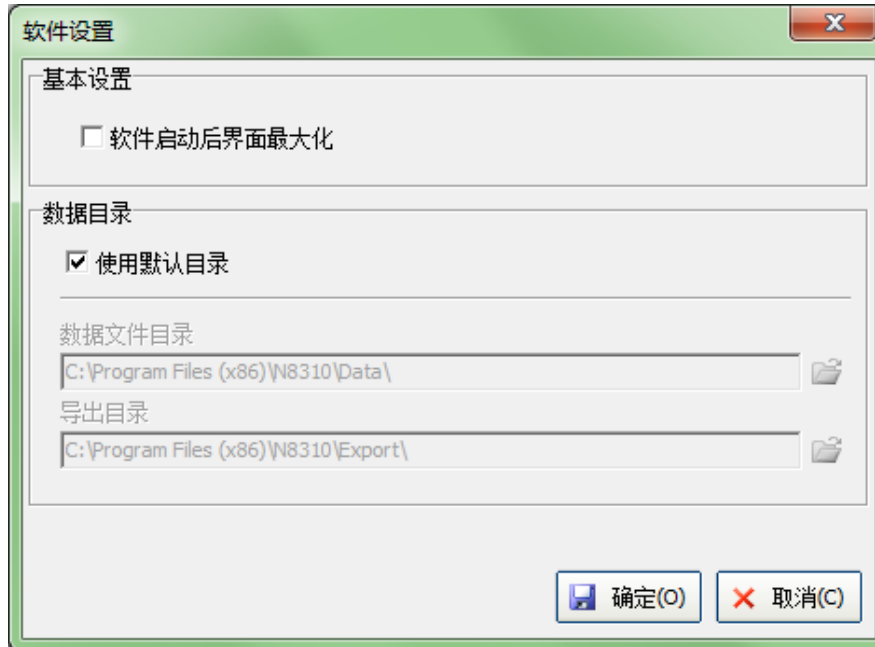 软件设置
基本设置
软件启动后界面最大化
数据目录
使用默认目录
数据文件目录
C:\Program Files (x86)\N8310\Data\
导出目录
C:\Program Files (x86)\N8310\Export\
确定(O) 取消(C)